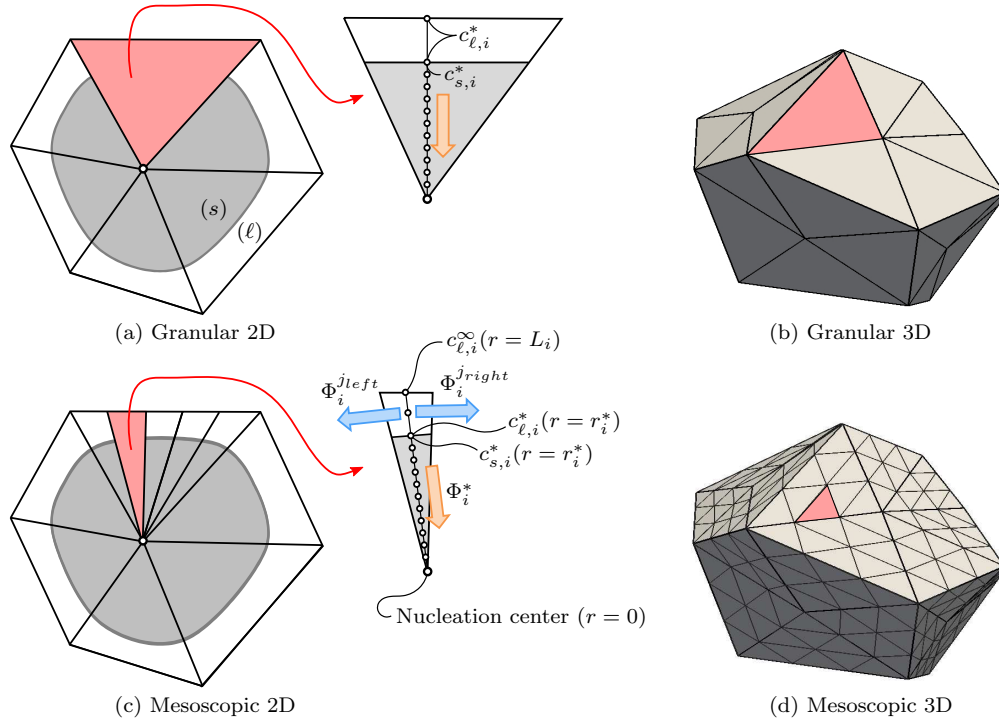 c*ℓ,i
c*s,i
(s)
(ℓ)
(a) Granular 2D
(b) Granular 3D
c∞ℓ,i(r = Li)
Φi^jleft
Φi^jright
c*ℓ,i(r = r*i)
c*s,i(r = r*i)
Φ*i
Nucleation center (r = 0)
(c) Mesoscopic 2D
(d) Mesoscopic 3D